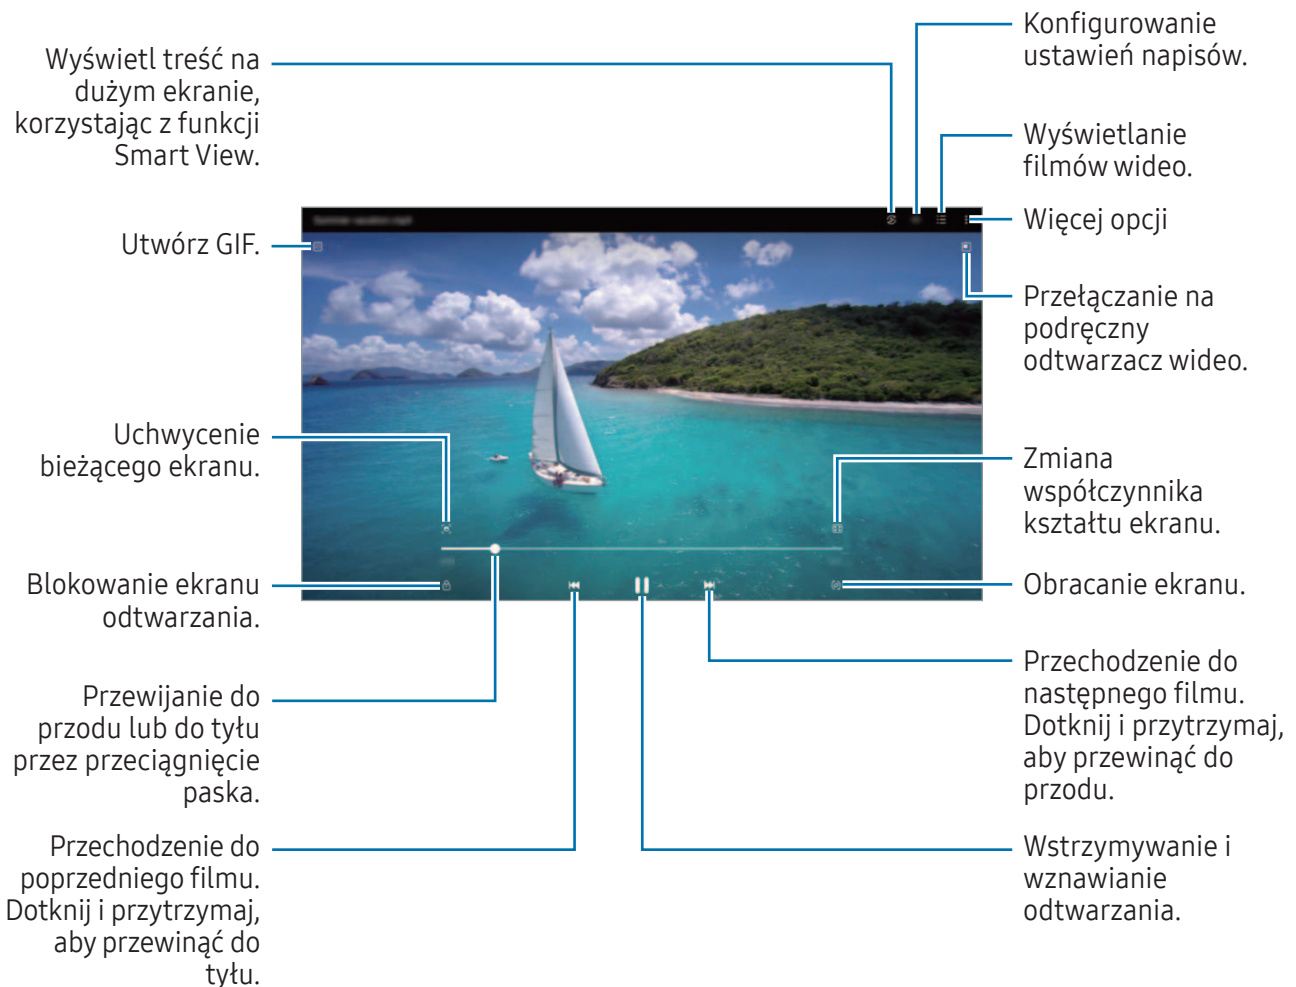 Wyświetl treść na
dużym ekranie,
korzystając z funkcji
Smart View.
Utwórz GIF.
Uchwycenie
bieżącego ekranu.
Blokowanie ekranu
odtwarzania.
Przewijanie do
przodu lub do tyłu
przez przeciągnięcie
paska.
Przechodzenie do
poprzedniego filmu.
Dotknij i przytrzymaj,
aby przewinąć do
tyłu.
Konfigurowanie
ustawień napisów.
Wyświetlanie
filmów wideo.
Więcej opcji
Przełączanie na
podręczny
odtwarzacz wideo.
Zmiana
współczynnika
kształtu ekranu.
Obracanie ekranu.
Przechodzenie do
następnego filmu.
Dotknij i przytrzymaj,
aby przewinąć do
przodu.
Wstrzymywanie i
wznawianie
odtwarzania.